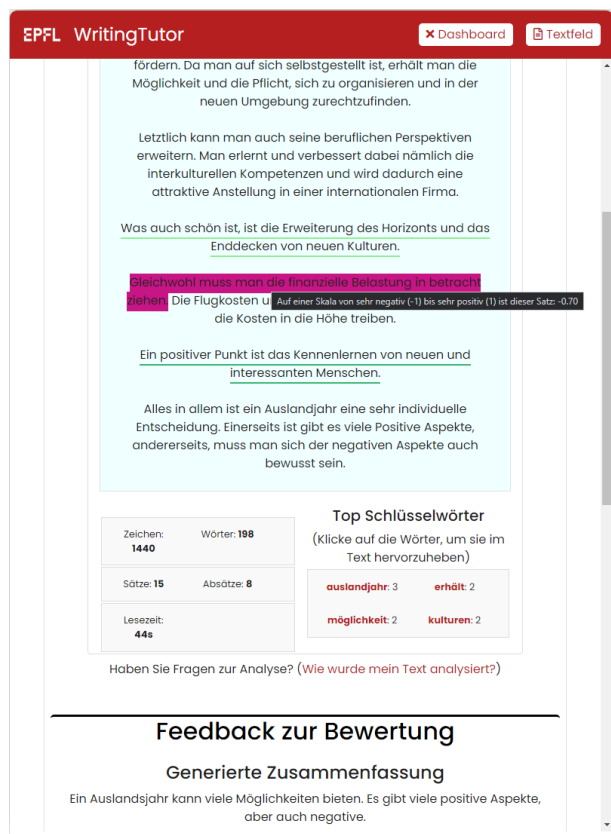 EPFL WritingTutor
Dashboard
Textfeld
fördern. Da man auf sich selbstgestellt ist, erhält man die
Möglichkeit und die Pflicht, sich zu organisieren und in der
neuen Umgebung zurechtzufinden.
Letztlich kann man auch seine beruflichen Perspektiven
erweitern. Man erlernt und verbessert dabei nämlich die
interkulturellen Kompetenzen und wird dadurch eine
attraktive Anstellung in einer internationalen Firma.
Was auch schön ist, ist die Erweiterung des Horizonts und das
Enddecken von neuen Kulturen.
Gleichwohl muss man die finanzielle Belastung in betracht
ziehen. Die Flugkosten u
Auf einer Skala von sehr negativ (-1) bis sehr positiv (1) ist dieser Satz: -0.70
die Kosten in die Höhe treiben.
Ein positiver Punkt ist das Kennenlernen von neuen und
interessanten Menschen.
Alles in allem ist ein Auslandjahr eine sehr individuelle
Entscheidung. Einerseits ist gibt es viele Positive Aspekte,
andererseits, muss man sich der negativen Aspekte auch
bewusst sein.
Zeichen: 1440
Wörter: 198
Sätze: 15
Absätze: 8
Lesezeit: 44s
Top Schlüsselwörter
(Klicke auf die Wörter, um sie im
Text hervorzuheben)
auslandjahr: 3
erhält: 2
möglichkeit: 2
kulturen: 2
Haben Sie Fragen zur Analyse? (Wie wurde mein Text analysiert?)
Feedback zur Bewertung
Generierte Zusammenfassung
Ein Auslandsjahr kann viele Möglichkeiten bieten. Es gibt viele positive Aspekte,
aber auch negative.